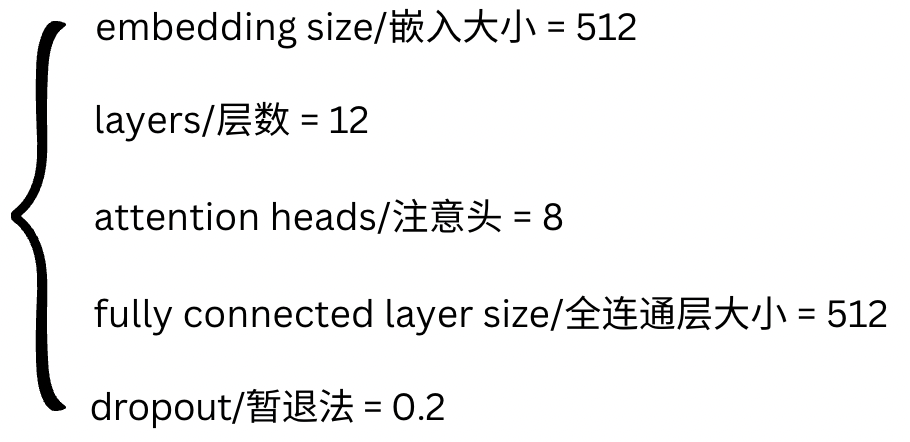 embedding size/嵌入大小 = 512
layers/层数 = 12
attention heads/注意头 = 8
fully connected layer size/全连通层大小 = 512
dropout/暂退法 = 0.2